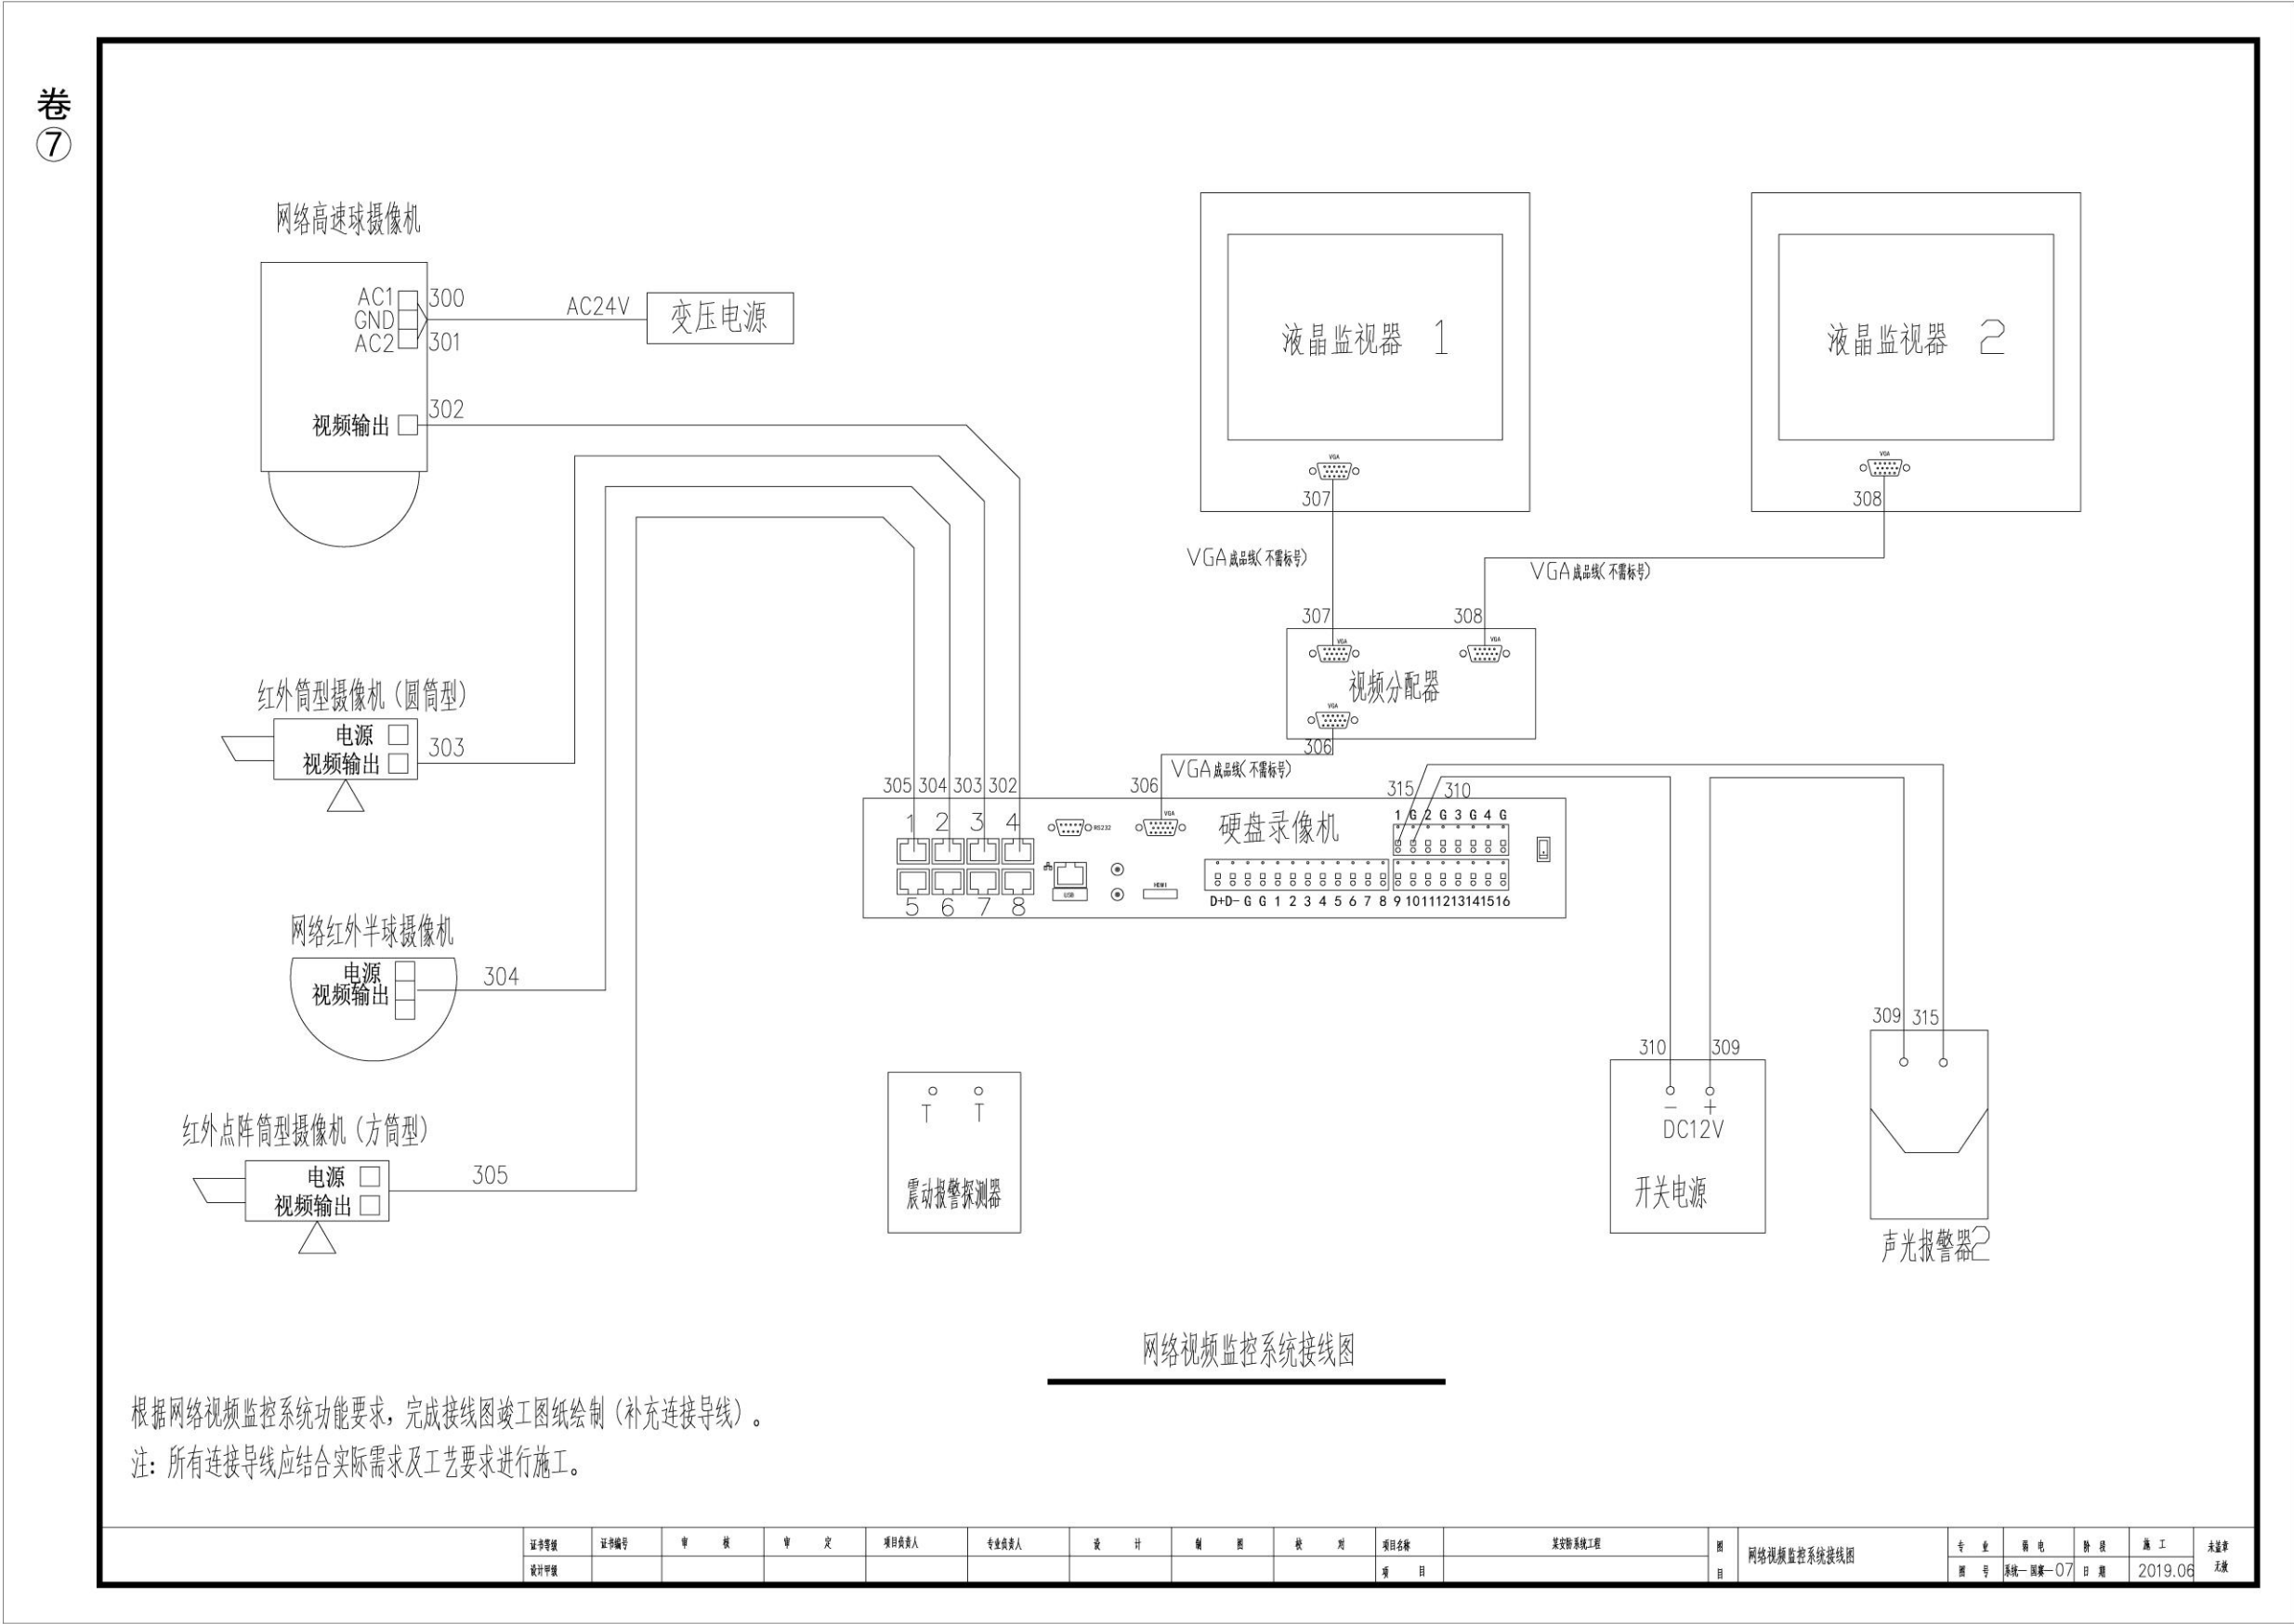 卷
⑦
网络高速球摄像机
AC1
GND
AC2
300
301
AC24V
变压电源
视频输出
302
液晶监视器 1
VGA
307
液晶监视器 2
VGA
308
VGA成品线(不需标号)
VGA成品线(不需标号)
307
308
VGA
VGA
视频分配器
VGA
306
VGA成品线(不需标号)
红外筒型摄像机（圆筒型）
电源
视频输出
303
305 304 303 302
306
315
310
1 2 3 4
RS232
VGA
硬盘录像机
1 G 2 G 3 G 4 G
USB
HDMI
5 6 7 8
D+D- G G 1 2 3 4 5 6 7 8 9 10111213141516
网络红外半球摄像机
电源
视频输出
304
红外点阵筒型摄像机（方筒型）
电源
视频输出
305
T T
震动报警探测器
310
309
- +
DC12V
开关电源
309 315
声光报警器2
网络视频监控系统接线图
根据网络视频监控系统功能要求，完成接线图竣工图纸绘制（补充连接导线）。
注：所有连接导线应结合实际需求及工艺要求进行施工。
证书等级 证书编号 审 核 审 定 项目负责人 专业负责人 设 计 制 图 校 对 项目名称 某安防系统工程 图 网络视频监控系统接线图 专 业 弱 电 阶 段 施 工 未盖章
设计甲级 项 目 目 图 号 系统-国赛-07 日 期 2019.06 无效